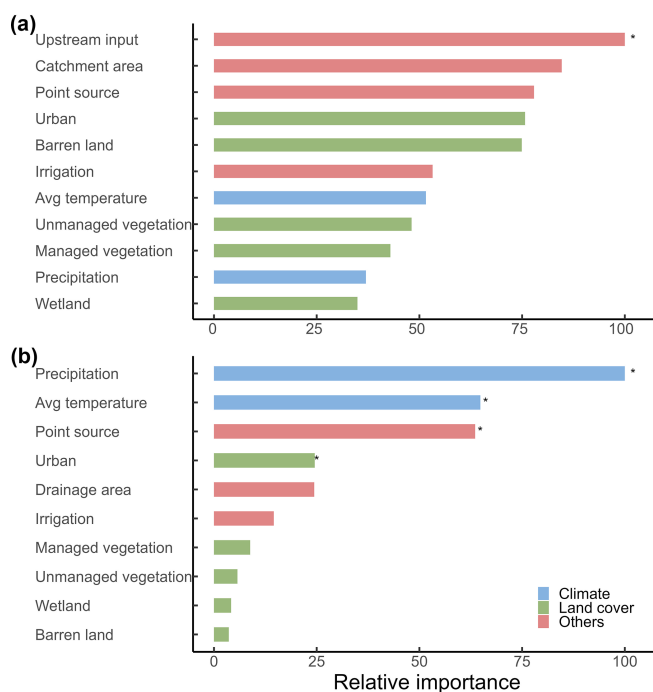 (a)
Upstream input
*
Catchment area
Point source
Urban
Barren land
Irrigation
Avg temperature
Unmanaged vegetation
Managed vegetation
Precipitation
Wetland
0 25 50 75 100
(b)
Precipitation
*
Avg temperature
*
Point source
*
Urban
*
Drainage area
Irrigation
Managed vegetation
Unmanaged vegetation
Wetland
Barren land
Climate
Land cover
Others
0 25 50 75 100
Relative importance